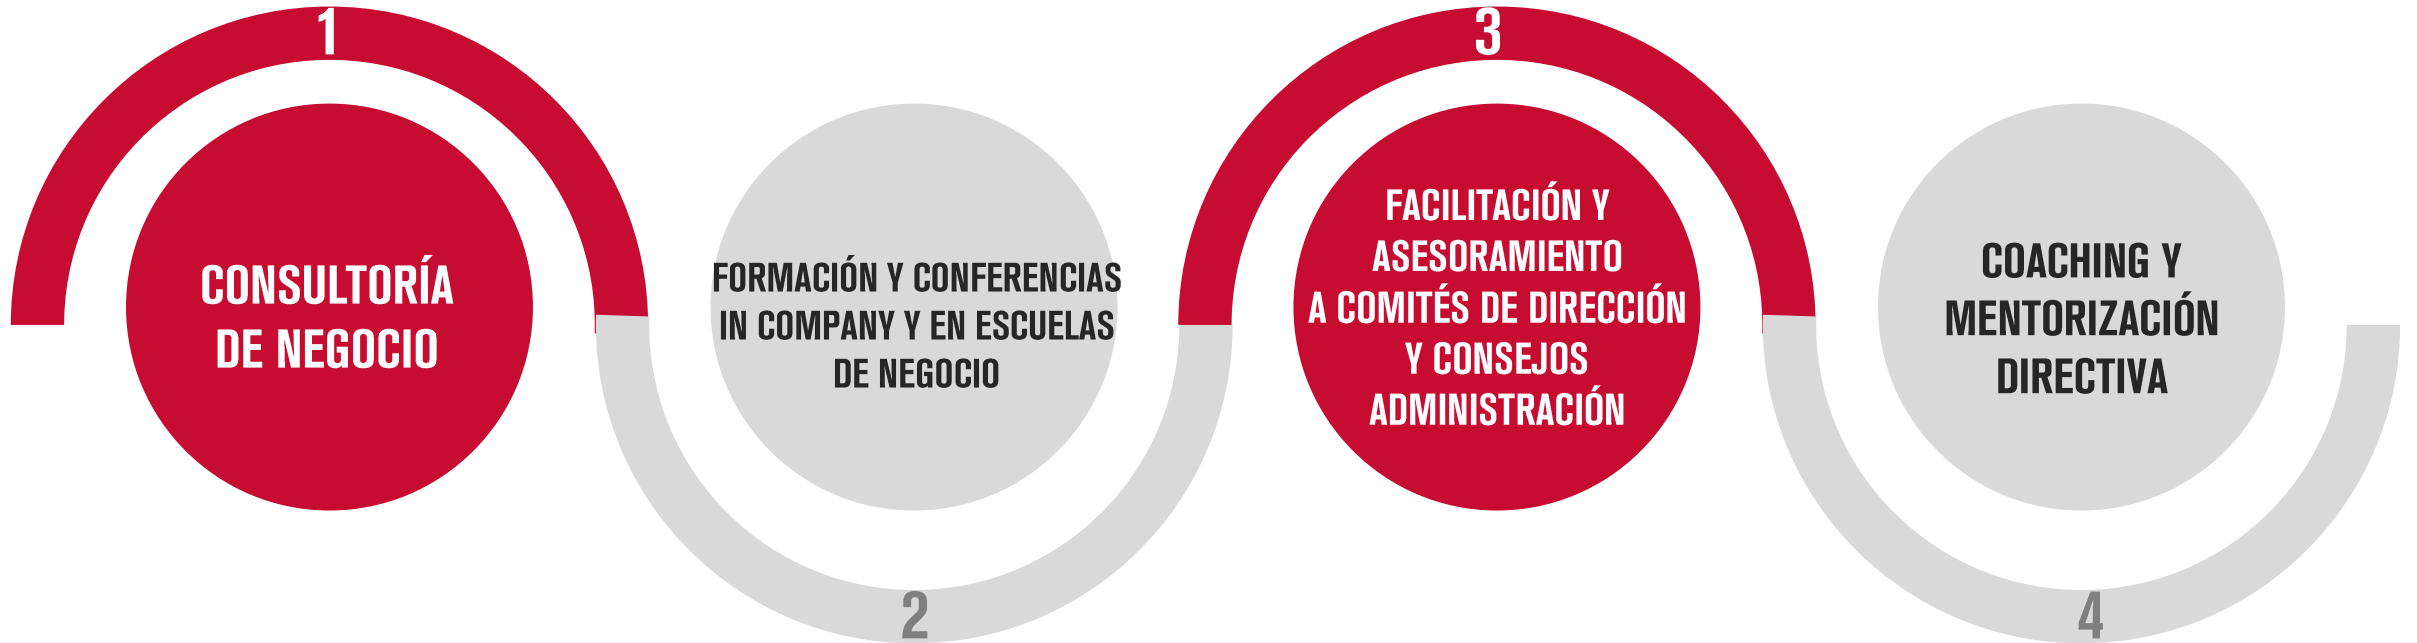 1
CONSULTORÍA
DE NEGOCIO
2
FORMACIÓN Y CONFERENCIAS
IN COMPANY Y EN ESCUELAS
DE NEGOCIO
3
FACILITACIÓN Y
ASESORAMIENTO
A COMITÉS DE DIRECCIÓN
Y CONSEJOS
ADMINISTRACIÓN
4
COACHING Y
MENTORIZACIÓN
DIRECTIVA